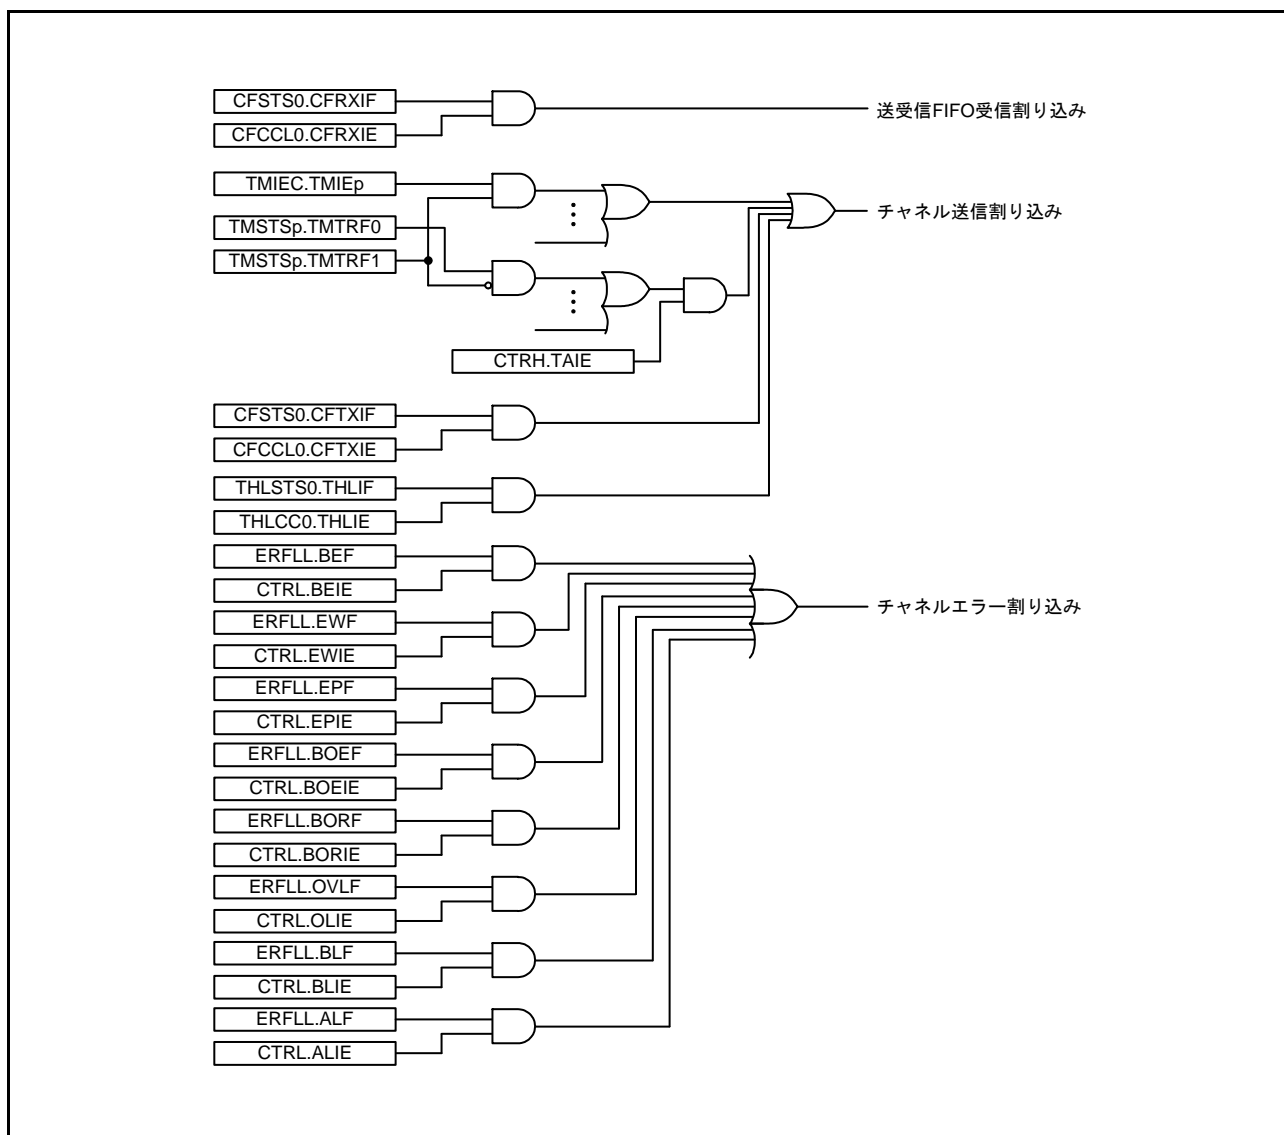 CFSTS0.CFRXIF
CFCCL0.CFRXIE
送受信FIFO受信割り込み
TMIEC.TMIEp
TMSTSp.TMTRF0
TMSTSp.TMTRF1
チャネル送信割り込み
CTRH.TAIE
CFSTS0.CFTXIF
CFCCL0.CFTXIE
THLSTS0.THLIF
THLCC0.THLIE
ERFLL.BEF
CTRL.BEIE
ERFLL.EWF
CTRL.EWIE
チャネルエラー割り込み
ERFLL.EPF
CTRL.EPIE
ERFLL.BOEF
CTRL.BOEIE
ERFLL.BORF
CTRL.BORIE
ERFLL.OVLF
CTRL.OLIE
ERFLL.BLF
CTRL.BLIE
ERFLL.ALF
CTRL.ALIE